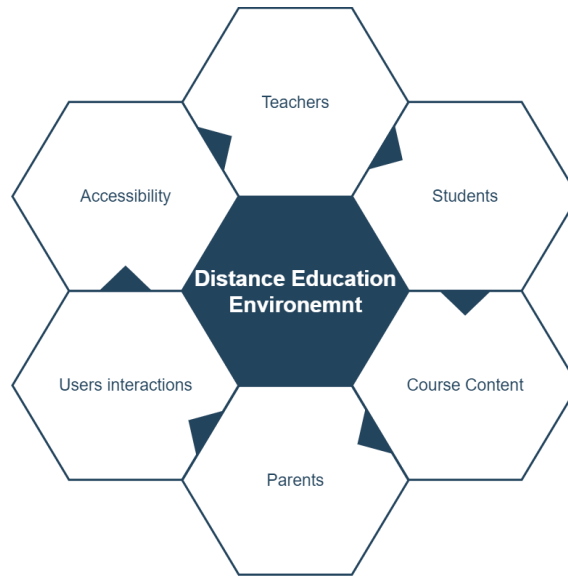 Teachers
Accessibility
Students
Distance Education
Environemnt
Users interactions
Course Content
Parents